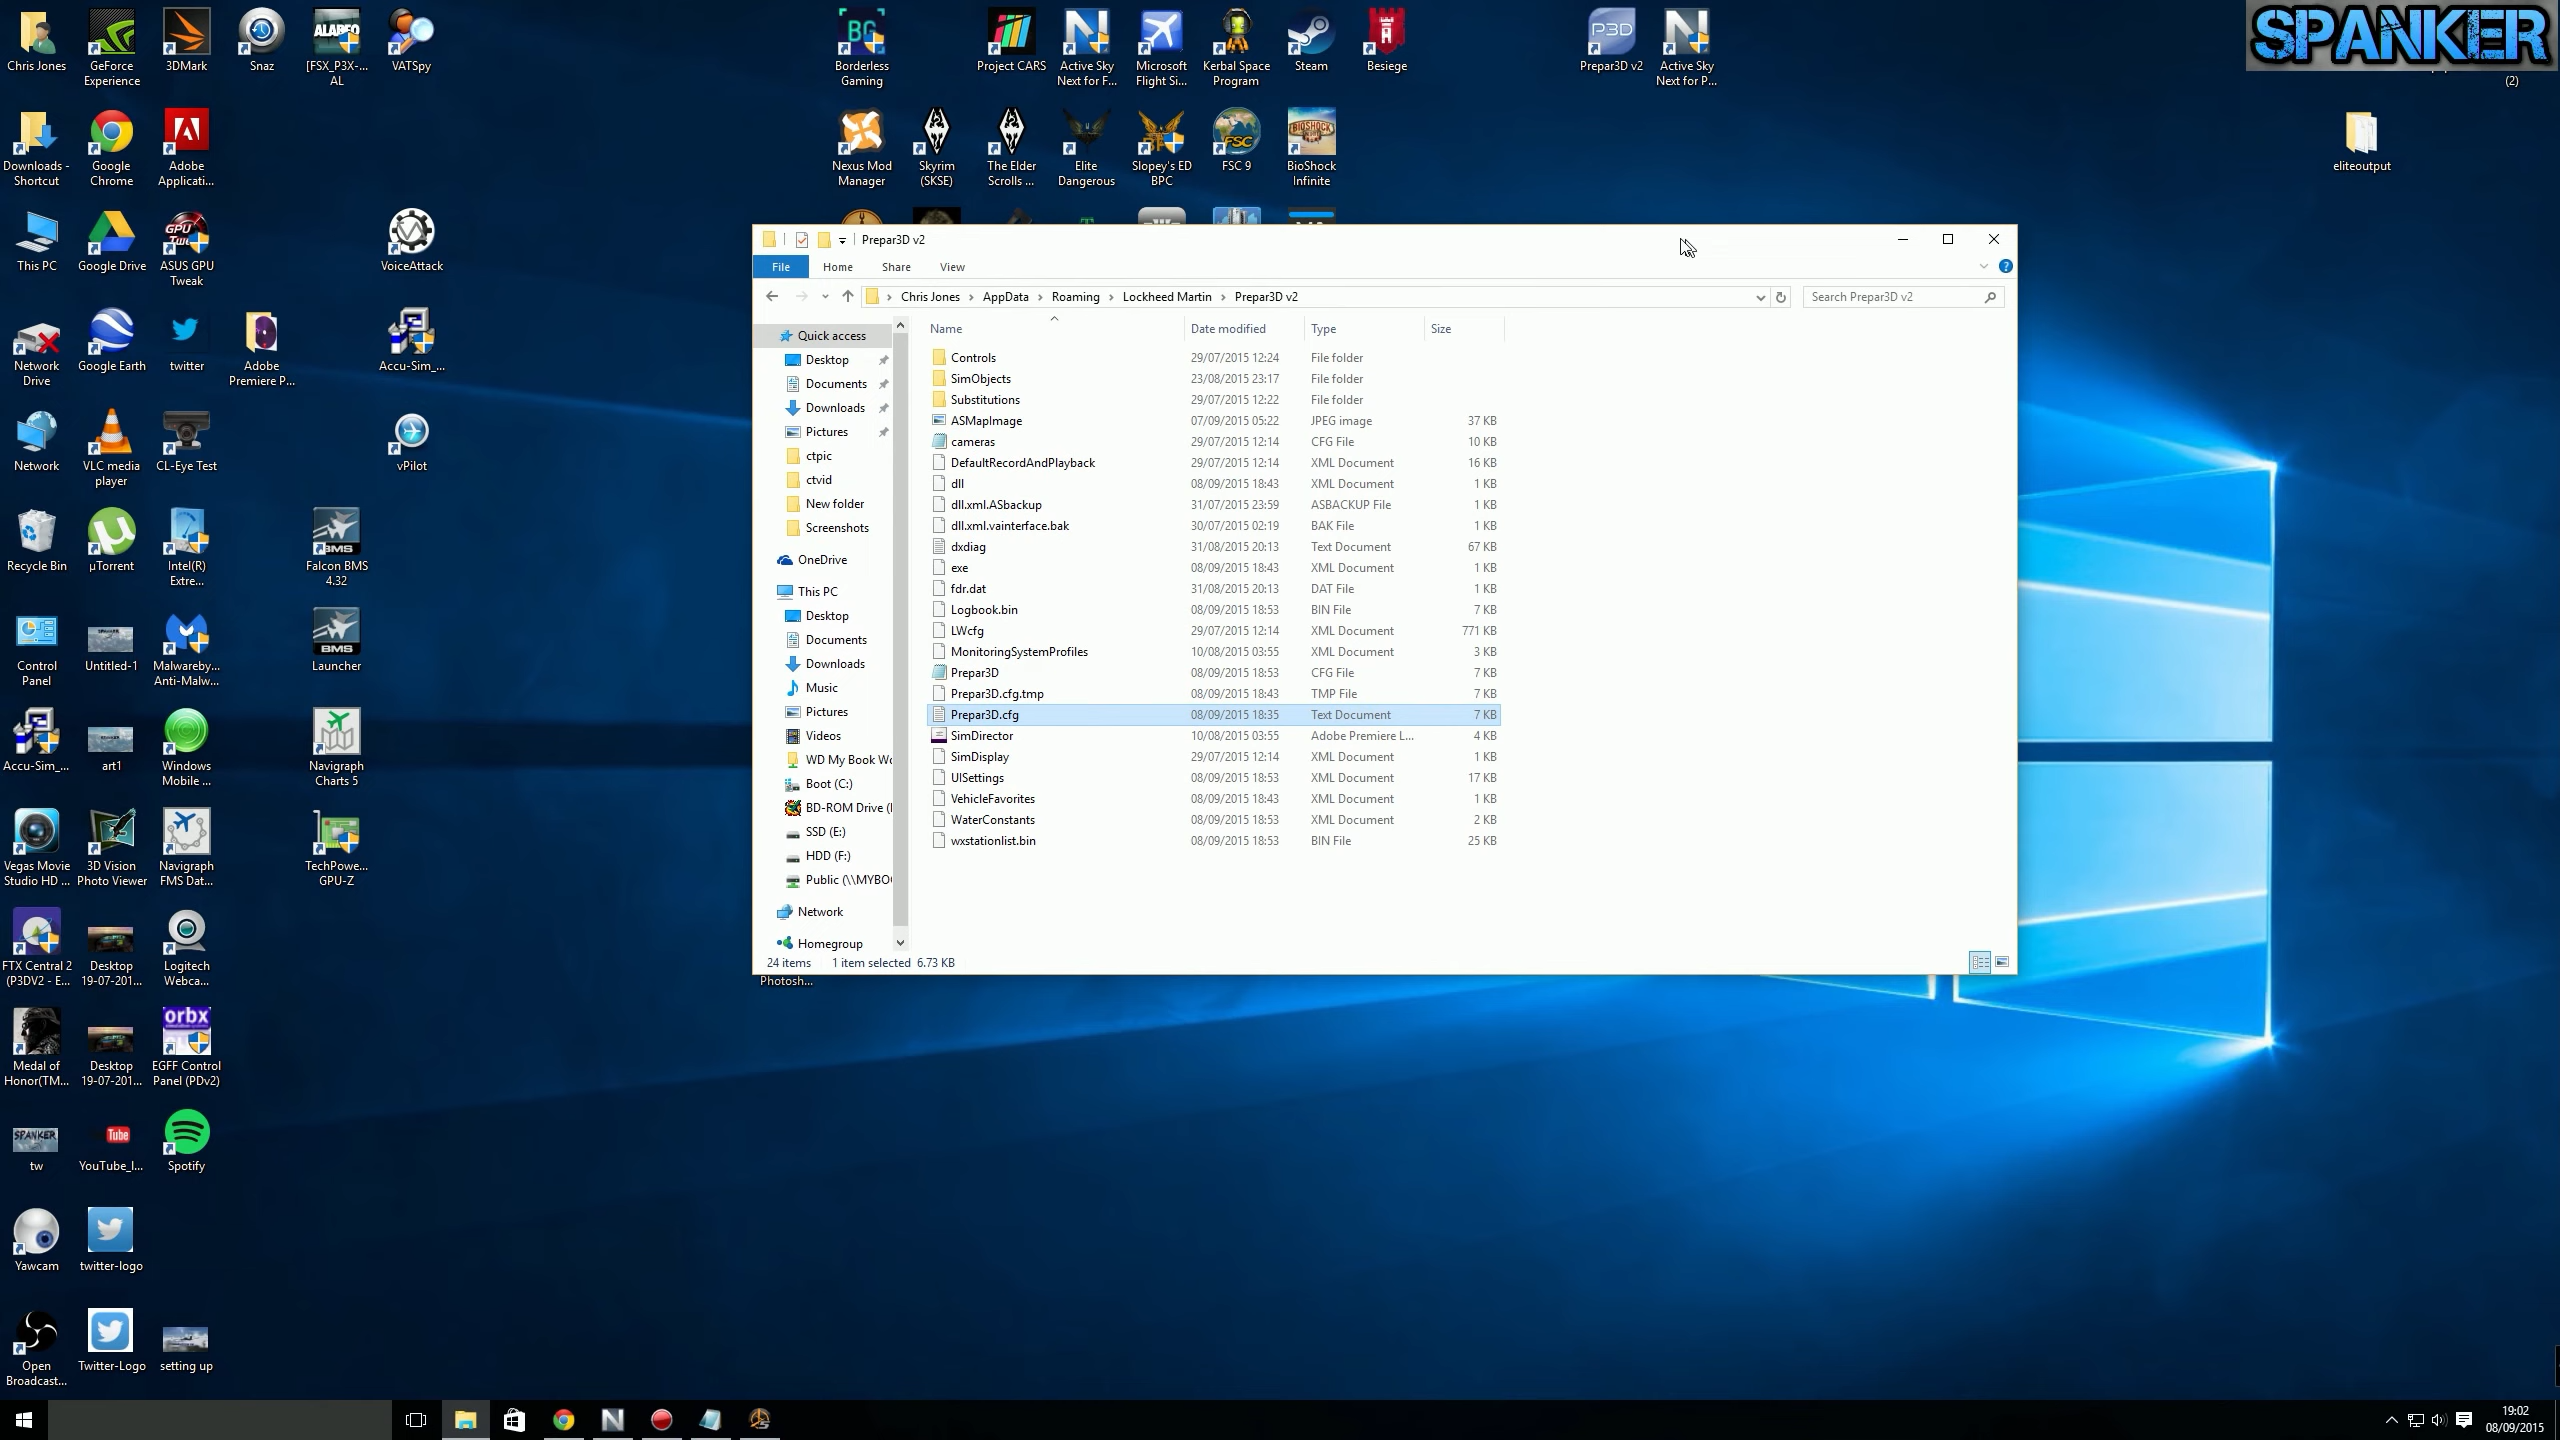 Chris Jones
GeForce
Experience
3DMark
Snaz
[FSX_P3X-...
AL
VATSpy
ALABEO
Borderless
Gaming
Project CARS
Active Sky
Next for F...
Microsoft
Flight Si...
Kerbal Space
Program
Steam
Besiege
P3D
Prepar3D v2
Active Sky
Next for P...
SPANKER
(2)
Downloads -
Shortcut
Google
Chrome
Adobe
Applicati...
Nexus Mod
Manager
Skyrim
(SKSE)
The Elder
Scrolls ...
Elite
Dangerous
Slopey's ED
BPC
FSC
FSC 9
BIOSHOCK
BioShock
Infinite
eliteoutput
This PC
Google Drive
GPU
ASUS GPU
Tweak
VoiceAttack
Network
Drive
Google Earth
twitter
Adobe
Premiere P...
Accu-Sim_...
Network
VLC media
player
CL-Eye Test
vPilot
Recycle Bin
µTorrent
Intel(R)
Extre...
BMS
Falcon BMS
4.32
Control
Panel
Untitled-1
Malwareby...
Anti-Malw...
BMS
Launcher
Accu-Sim_...
art1
Windows
Mobile ...
Navigraph
Charts 5
Vegas Movie
Studio HD ...
3D Vision
Photo Viewer
Navigraph
FMS Dat...
TechPowe...
GPU-Z
FTX Central 2
(P3DV2 - E...
Desktop
19-07-201...
Logitech
Webca...
Medal of
Honor(TM...
Desktop
19-07-201...
orbx
EGFF Control
Panel (PDv2)
SPANKER
tw
Tube
YouTube_l...
Spotify
Yawcam
twitter-logo
Open
Broadcast...
Twitter-Logo
setting up
Prepar3D v2
File Home Share View
Chris Jones > AppData > Roaming > Lockheed Martin > Prepar3D v2
Search Prepar3D v2
Quick access
Desktop
Documents
Downloads
Pictures
ctpic
ctvid
New folder
Screenshots
OneDrive
This PC
Desktop
Documents
Downloads
Music
Pictures
Videos
WD My Book Wo
Boot (C:)
BD-ROM Drive (
SSD (E:)
HDD (F:)
Public (\\MYBOO
Network
Homegroup
Name Date modified Type Size
Controls 29/07/2015 12:24 File folder
SimObjects 23/08/2015 23:17 File folder
Substitutions 29/07/2015 12:22 File folder
ASMapImage 07/09/2015 05:22 JPEG image 37 KB
cameras 29/07/2015 12:14 CFG File 10 KB
DefaultRecordAndPlayback 29/07/2015 12:14 XML Document 16 KB
dll 08/09/2015 18:43 XML Document 1 KB
dll.xml.ASbackup 31/07/2015 23:59 ASBACKUP File 1 KB
dll.xml.vainterface.bak 30/07/2015 02:19 BAK File 1 KB
dxdiag 31/08/2015 20:13 Text Document 67 KB
exe 08/09/2015 18:43 XML Document 1 KB
fdr.dat 31/08/2015 20:13 DAT File 1 KB
Logbook.bin 08/09/2015 18:53 BIN File 7 KB
LWcfg 29/07/2015 12:14 XML Document 771 KB
MonitoringSystemProfiles 10/08/2015 03:55 XML Document 3 KB
Prepar3D 08/09/2015 18:53 CFG File 7 KB
Prepar3D.cfg.tmp 08/09/2015 18:43 TMP File 7 KB
Prepar3D.cfg 08/09/2015 18:35 Text Document 7 KB
SimDirector 10/08/2015 03:55 Adobe Premiere L... 4 KB
SimDisplay 29/07/2015 12:14 XML Document 1 KB
UISettings 08/09/2015 18:53 XML Document 17 KB
VehicleFavorites 08/09/2015 18:43 XML Document 1 KB
WaterConstants 08/09/2015 18:53 XML Document 2 KB
wxstationlist.bin 08/09/2015 18:53 BIN File 25 KB
24 items 1 item selected 6.73 KB
Photosh...
19:02
08/09/2015